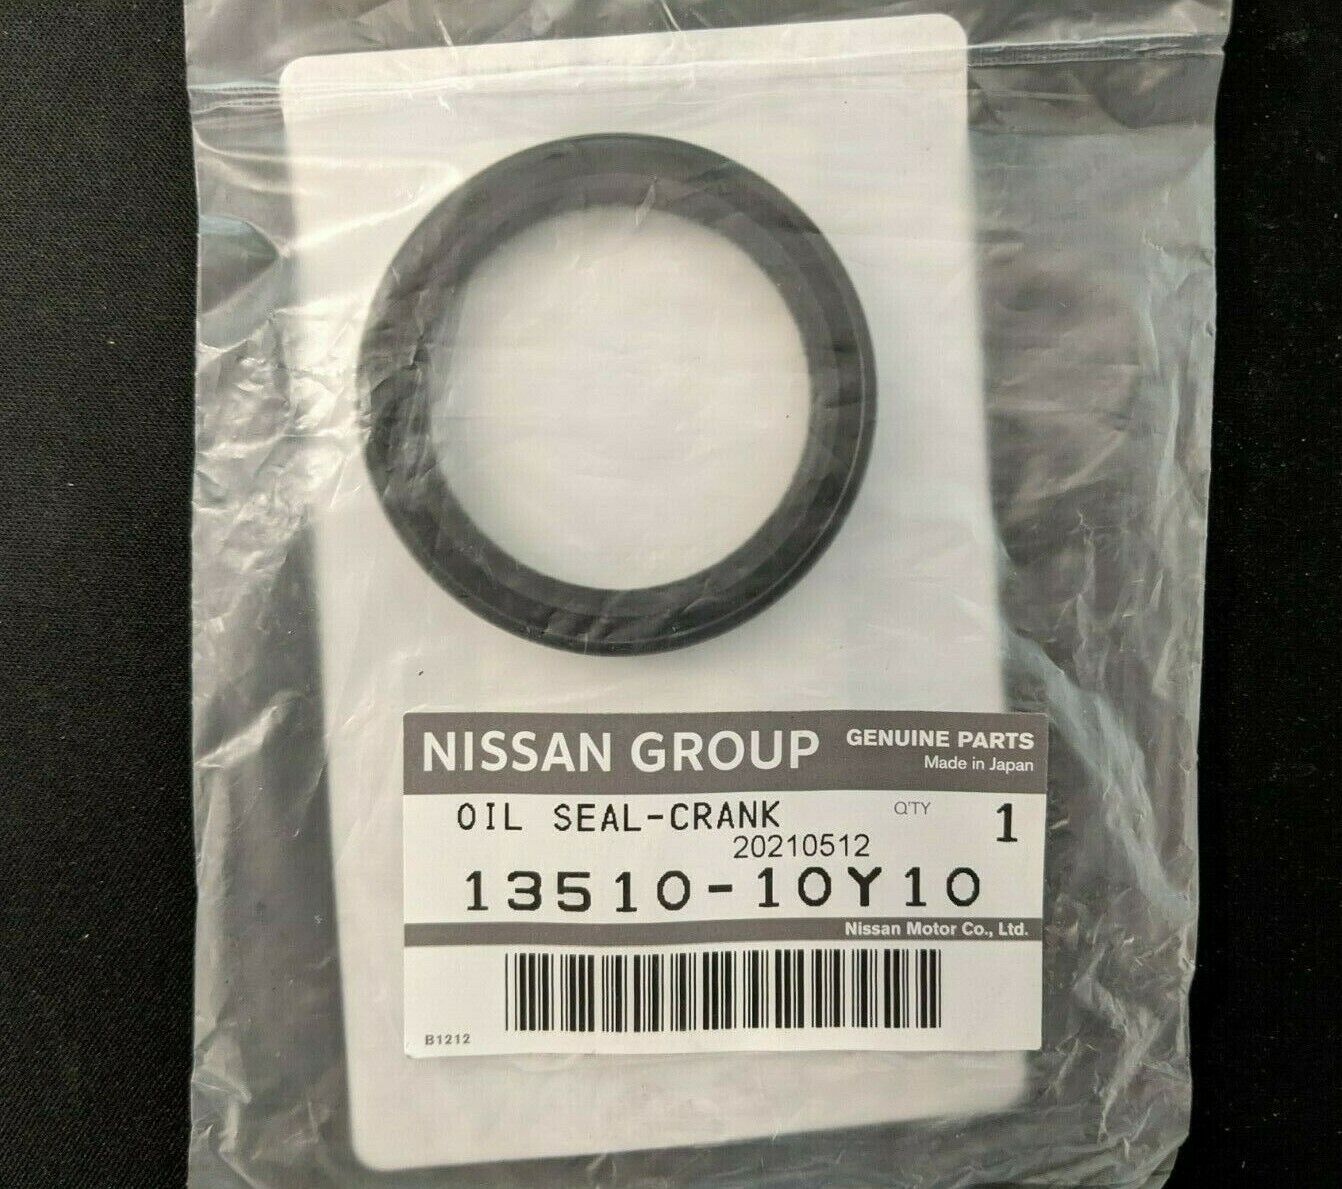 NISSAN GROUP GENUINE PARTS
Made in Japan
OIL SEAL-CRANK Q'TY 1
20210512
13510-10Y10
Nissan Motor Co., Ltd.
B1212